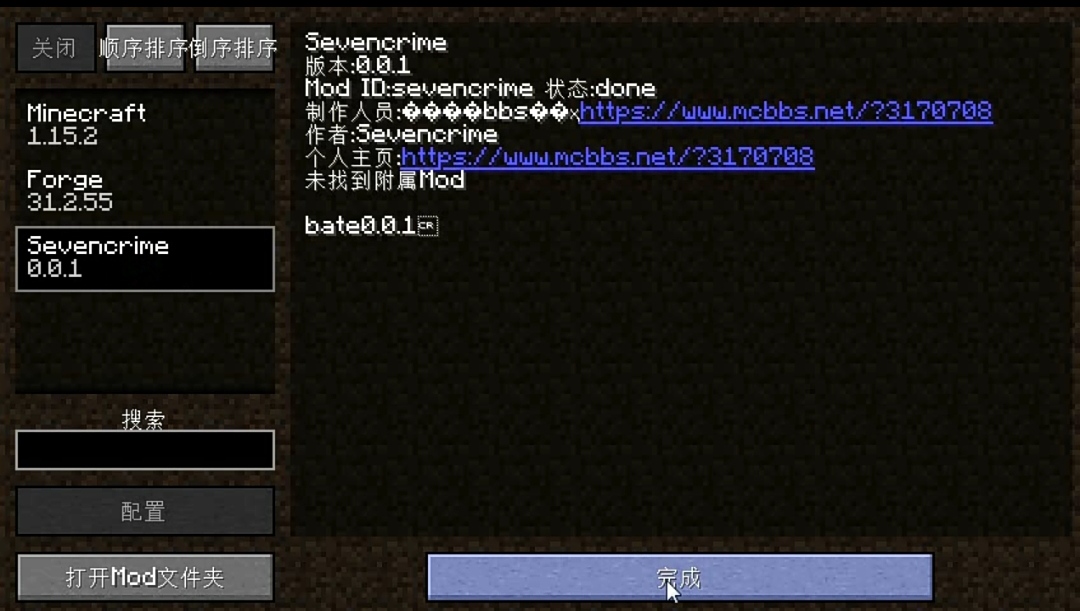 关闭 顺序排序 倒序排序
Minecraft
1.15.2
Forge
31.2.55
Sevencrime
0.0.1
搜索
配置
打开Mod文件夹
Sevencrime
版本:0.0.1
Mod ID:sevencrime 状态:done
制作人员:����bbs��x https://www.mcbbs.net/?3170708
作者:Sevencrime
个人主页:https://www.mcbbs.net/?3170708
未找到附属Mod
bate0.0.1
完成